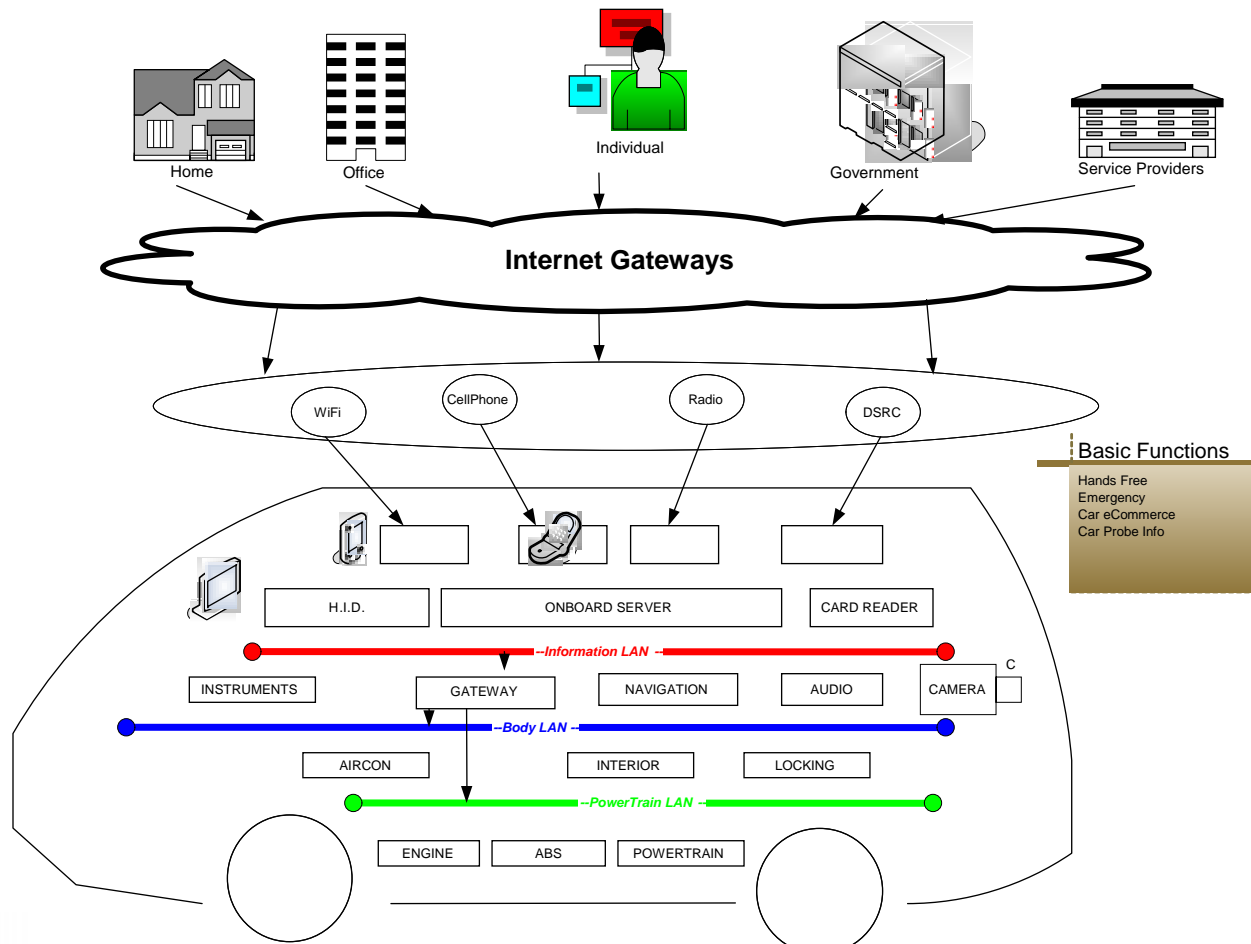 Home
Office
Individual
Government
Service Providers
Internet Gateways
WiFi
CellPhone
Radio
DSRC
Basic Functions
Hands Free
Emergency
Car eCommerce
Car Probe Info
H.I.D.
ONBOARD SERVER
CARD READER
--Information LAN --
INSTRUMENTS
GATEWAY
NAVIGATION
AUDIO
CAMERA
C
--Body LAN --
AIRCON
INTERIOR
LOCKING
--PowerTrain LAN --
ENGINE
ABS
POWERTRAIN